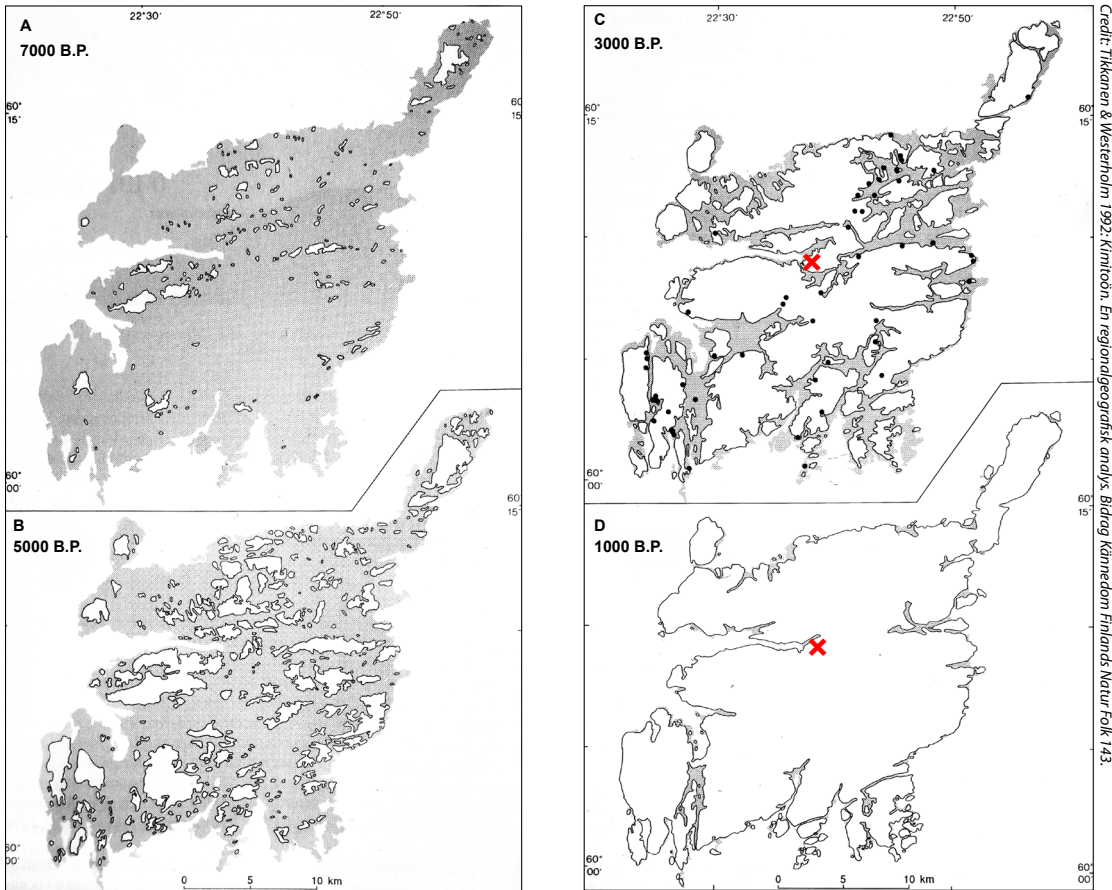 A
7000 B.P.
22°30'
22°50'
60°
15'
60
15
60°
00'
B
5000 B.P.
60°
15'
60°
00'
0 5 10 km
C
3000 B.P.
22°30'
22°50'
60°
15'
60°
15'
60°
00'
D
1000 B.P.
60°
15'
60°
00'
60°
00'
0 5 10 km
Credit: Tikkanen & Westerholm 1992: Kimitoön. En regionalgeografisk analys. Bidrag Kännedom Finlands Natur Folk 143.